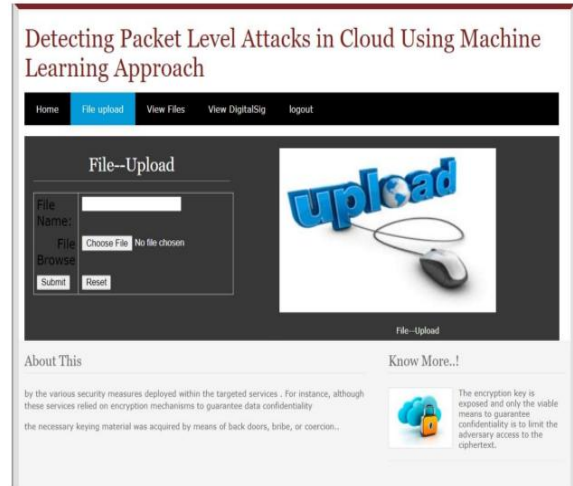 Detecting Packet Level Attacks in Cloud Using Machine
Learning Approach
Home File upload View Files View DigitalSig logout
File--Upload
File
Name:
File
Browse
Choose File No file chosen
Submit Reset
upload
File--Upload
About This
by the various security measures deployed within the targeted services . For instance, although
these services relied on encryption mechanisms to guarantee data confidentiality
the necessary keying material was acquired by means of back doors, bribe, or coercion..
Know More..!
The encryption key is
exposed and only the viable
means to guarantee
confidentiality is to limit the
adversary access to the
ciphertext.